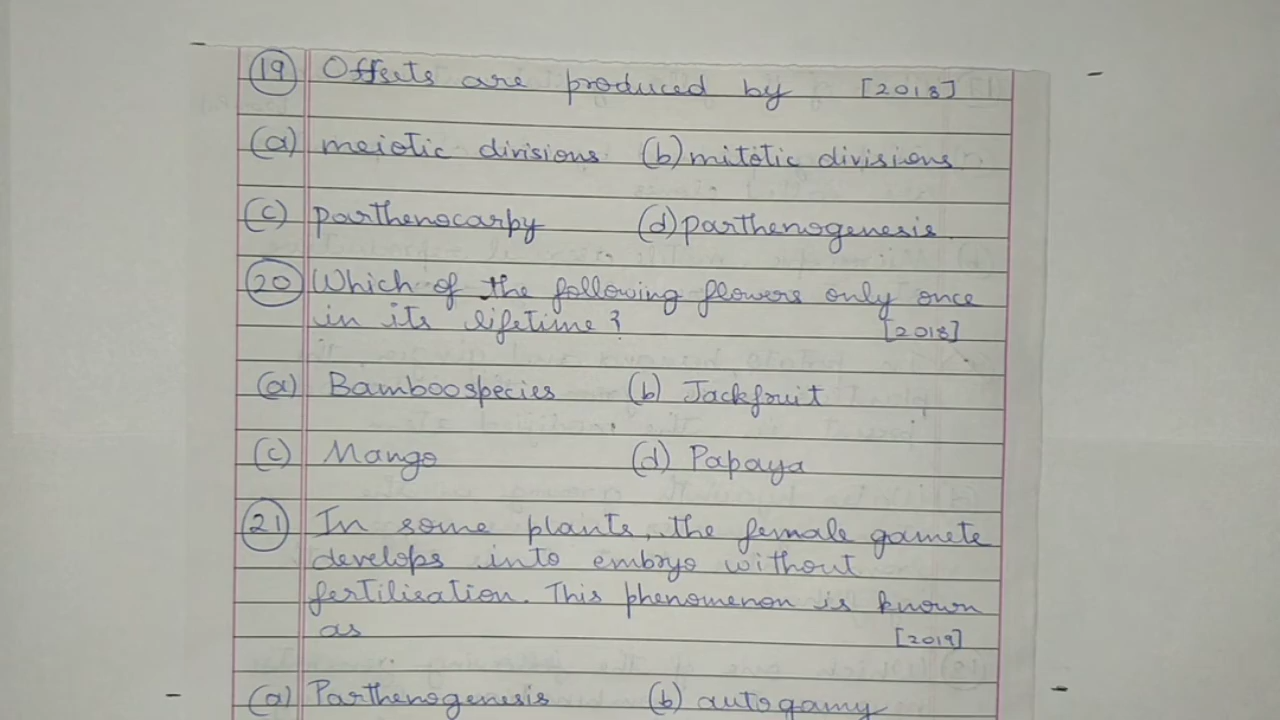 19 Offsets are produced by [2018]
(a) meiotic divisions (b) mitotic divisions
(c) parthenocarpy (d) parthenogenesis
20 Which of the following flowers only once
in its lifetime? [2018]
(a) Bamboo species (b) Jackfruit
(c) Mango (d) Papaya
21 In some plants, the female gamete
develops into embryo without
fertilisation. This phenomenon is known
as [2019]
(a) Parthenogenesis (b) autogamy